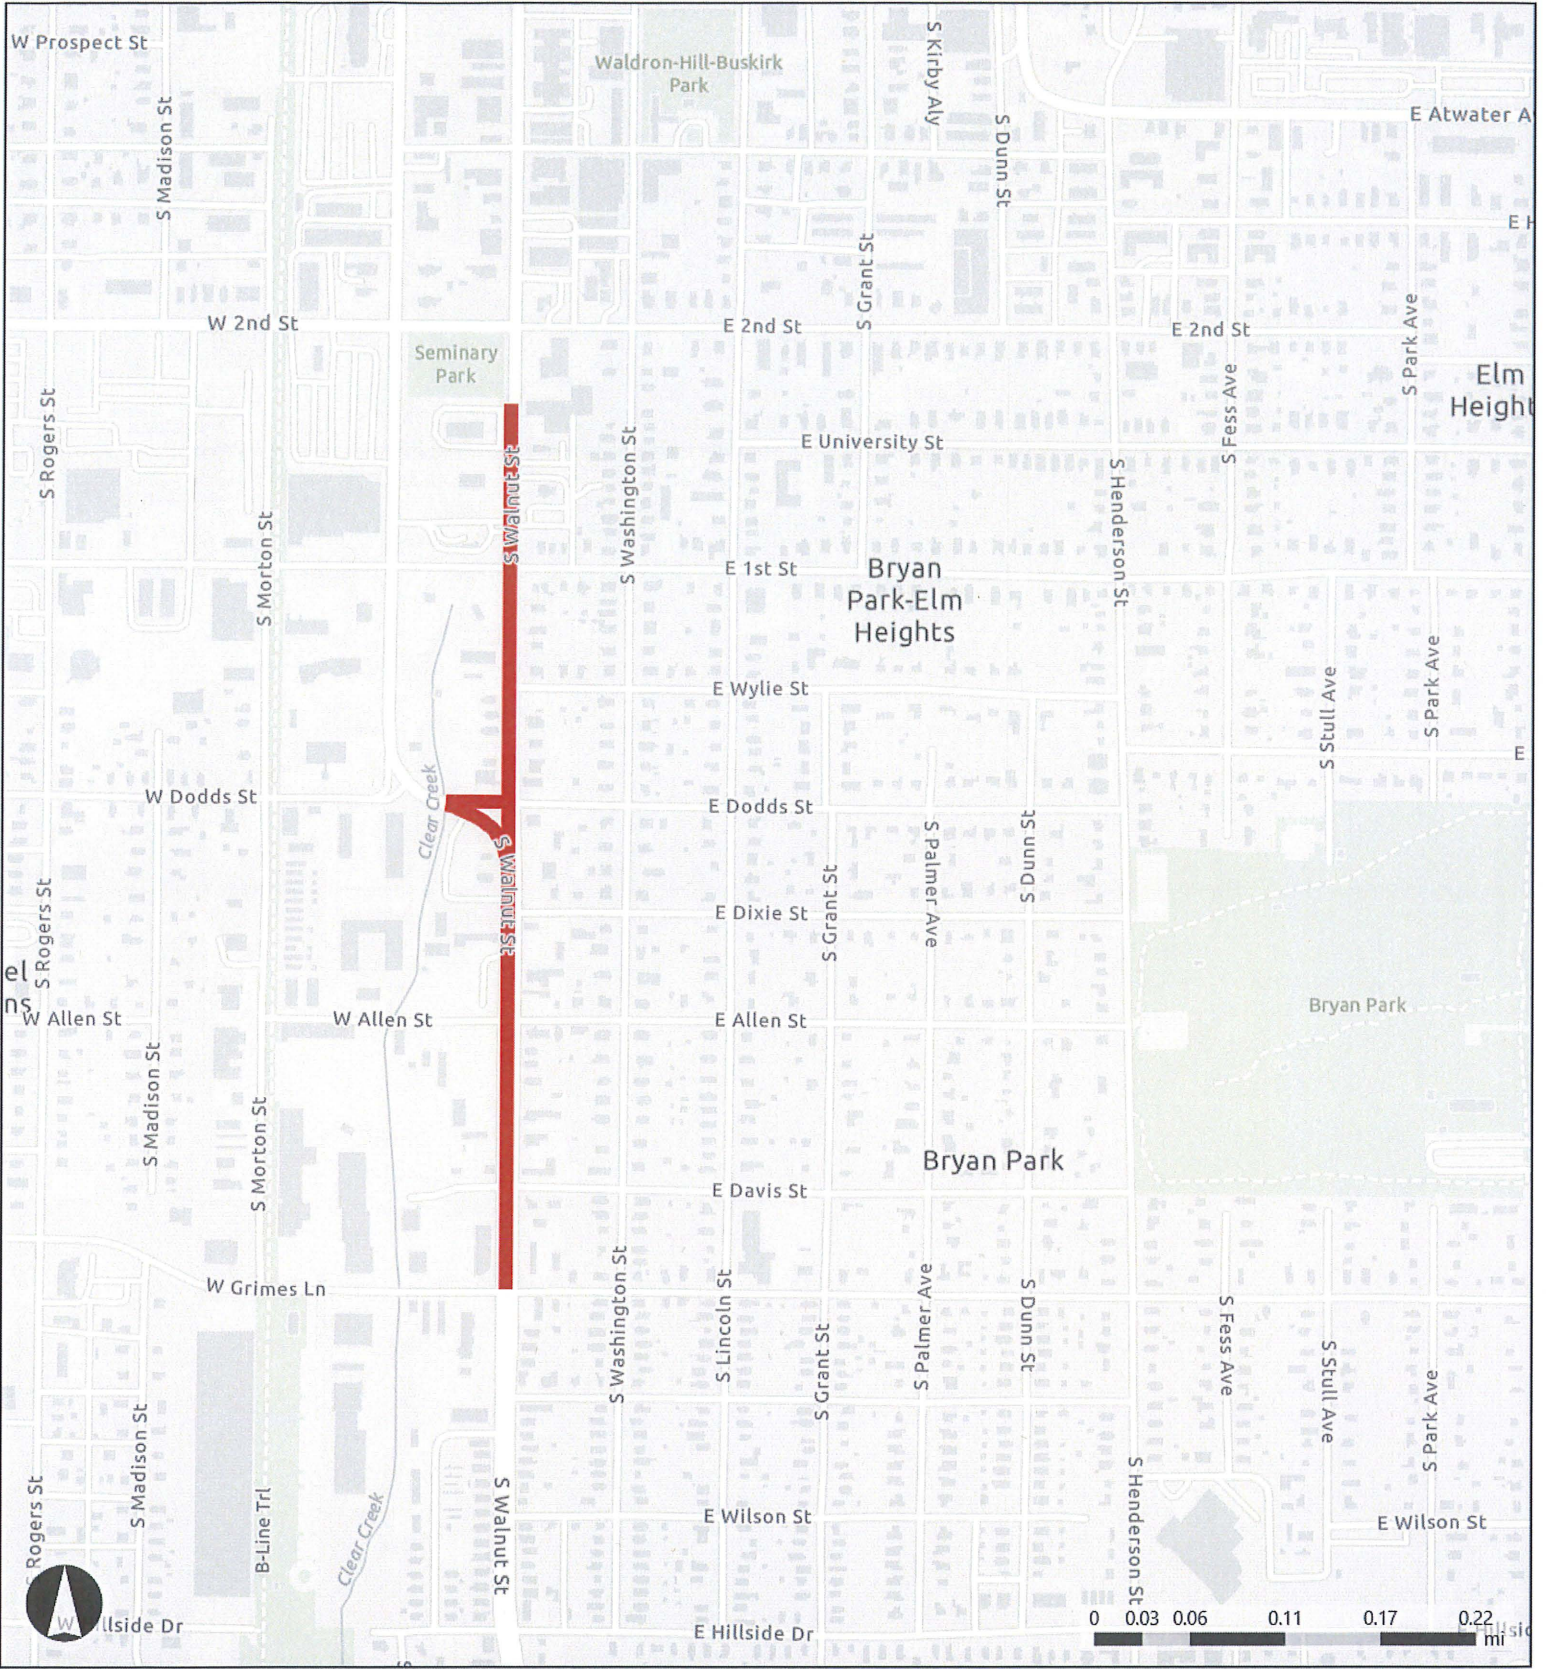 W Prospect St
Waldron-Hill-Buskirk
Park
S Kirby Aly
S Madison St
S Dunn St
E Atwater A
E H
S Grant St
W 2nd St
E 2nd St
E 2nd St
Seminary
Park
S Park Ave
Elm
Height
S Fess Ave
S Rogers St
E University St
S Walnut St
S Washington St
S Henderson St
S Morton St
E 1st St
Bryan
Park-Elm
Heights
E Wylie St
S Stull Ave
S Park Ave
E
Clear Creek
W Dodds St
E Dodds St
S Walnut St
S Palmer Ave
S Dunn St
S Grant St
E Dixie St
S Rogers St
el
ns
W Allen St
W Allen St
E Allen St
Bryan Park
S Madison St
S Morton St
Bryan Park
E Davis St
W Grimes Ln
S Washington St
S Lincoln St
S Grant St
S Palmer Ave
S Dunn St
S Fess Ave
S Stull Ave
S Park Ave
S Madison St
S Rogers St
B-Line Trl
Clear Creek
S Walnut St
E Wilson St
S Henderson St
E Wilson St
W llside Dr
E Hillside Dr
0 0.03 0.06 0.11 0.17 0.22
mi
E Hillsid